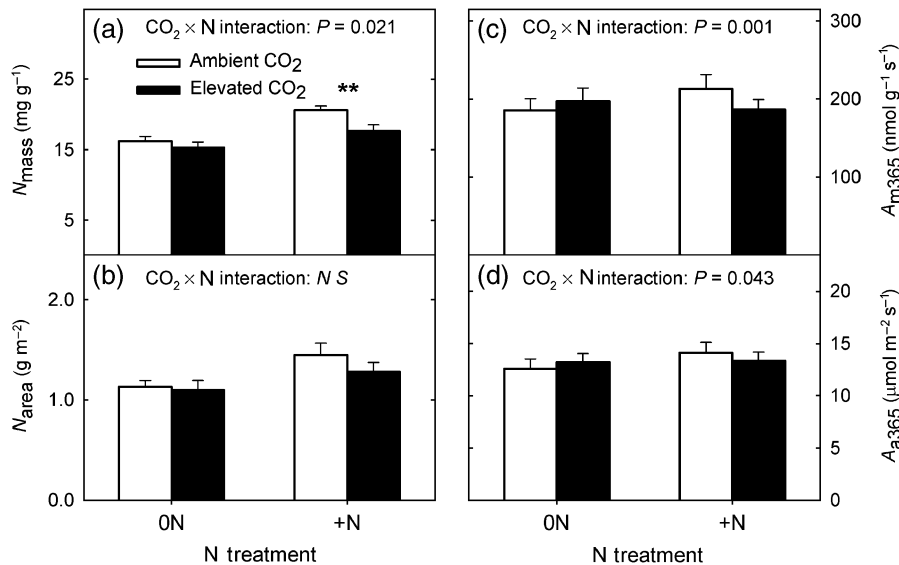 (a) CO₂ × N interaction: P = 0.021
Ambient CO₂
Elevated CO₂
**
25
15
5
Nmass (mg g⁻¹)
(c) CO₂ × N interaction: P = 0.001
300
200
100
Am365 (nmol g⁻¹ s⁻¹)
(b) CO₂ × N interaction: N S
2.0
1.0
0.0
Narea (g m⁻²)
0N +N
N treatment
(d) CO₂ × N interaction: P = 0.043
20
15
10
5
0
Aa365 (μmol m⁻² s⁻¹)
0N +N
N treatment